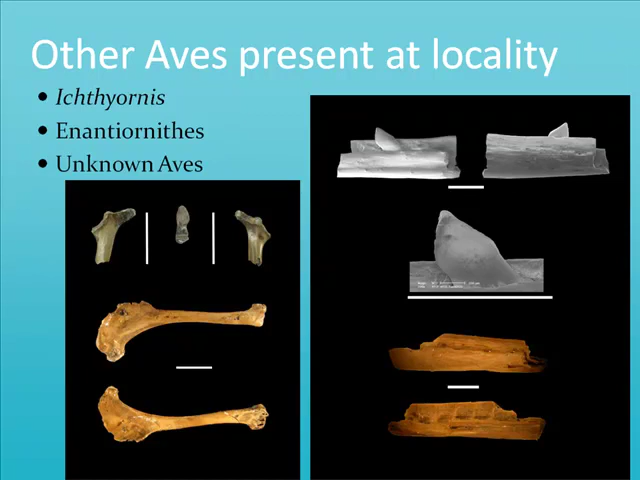 Other Aves present at locality
• Ichthyornis
• Enantiornithes
• Unknown Aves